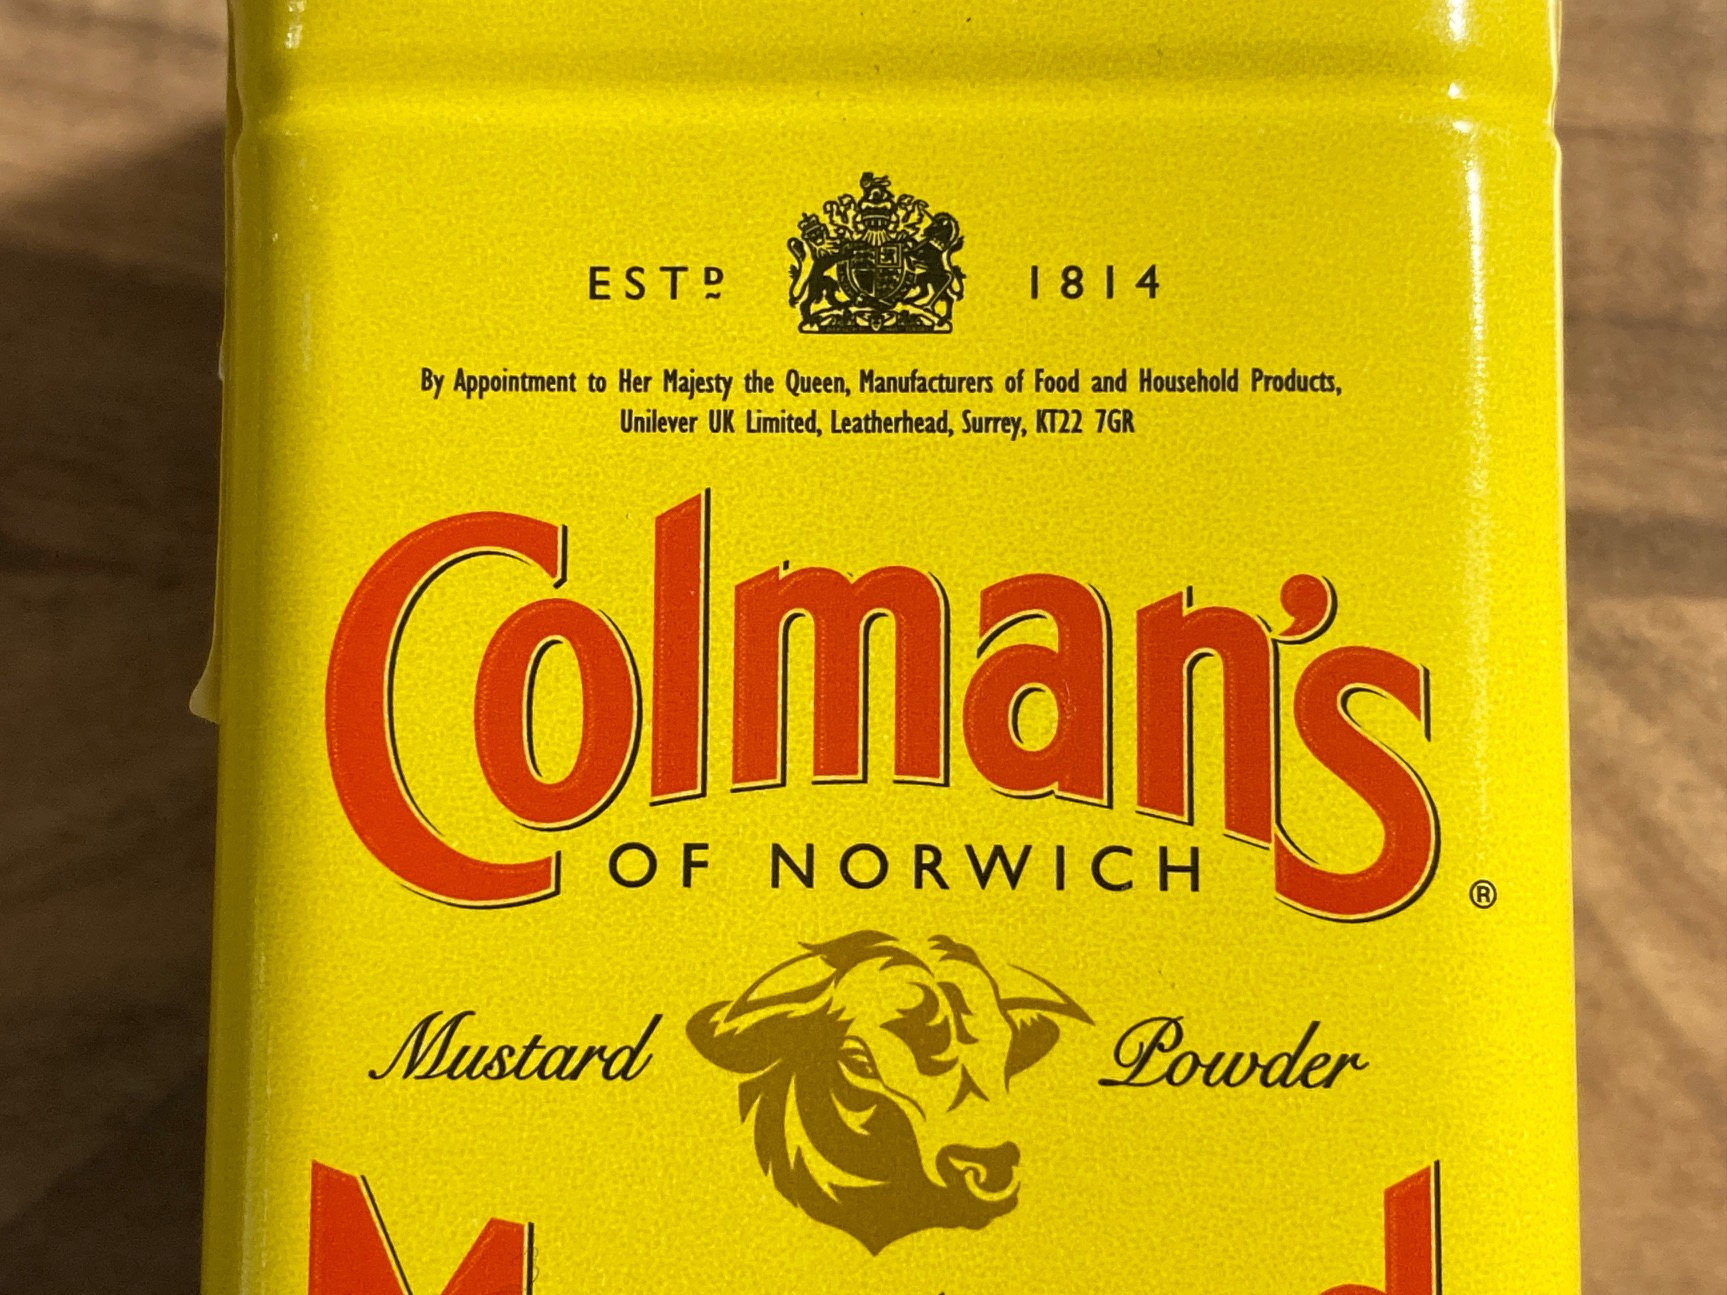 ESTD 1814
By Appointment to Her Majesty the Queen, Manufacturers of Food and Household Products,
Unilever UK Limited, Leatherhead, Surrey, KT22 7GR
Colman's
OF NORWICH ®
Mustard Powder